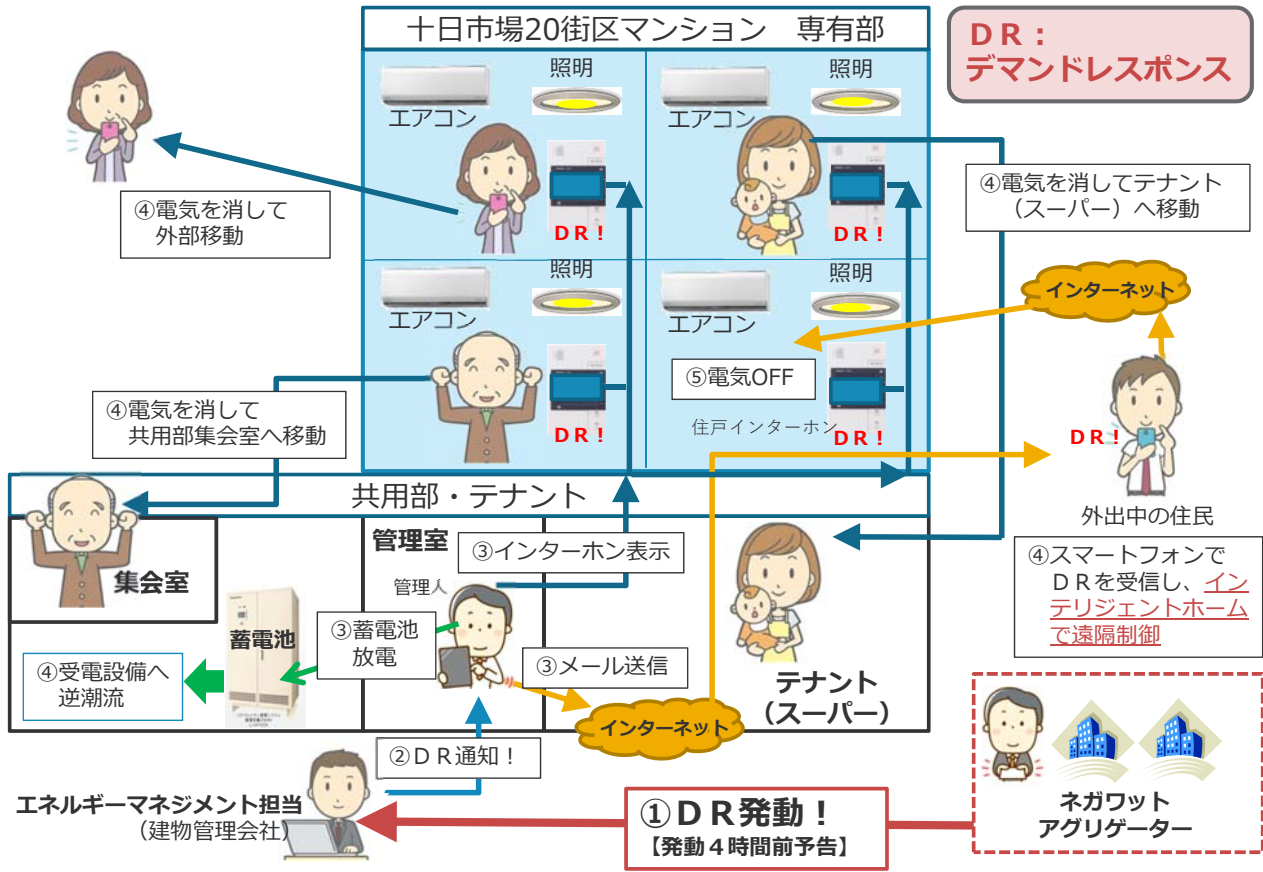 十日市場20街区マンション　専有部
ＤＲ：
デマンドレスポンス
照明
エアコン
ＤＲ！
照明
エアコン
ＤＲ！
④電気を消して
外部移動
④電気を消してテナント
（スーパー）へ移動
照明
エアコン
ＤＲ！
照明
エアコン
⑤電気OFF
住戸インターホン
ＤＲ！
インターネット
④電気を消して
共用部集会室へ移動
ＤＲ！
外出中の住民
④スマートフォンで
ＤＲを受信し、イン
テリジェントホーム
で遠隔制御
共用部・テナント
集会室
管理室
③インターホン表示
管理人
蓄電池
③蓄電池
放電
④受電設備へ
逆潮流
③メール送信
インターネット
テナント
（スーパー）
②ＤＲ通知！
エネルギーマネジメント担当
（建物管理会社）
①ＤＲ発動！
【発動４時間前予告】
ネガワット
アグリゲーター